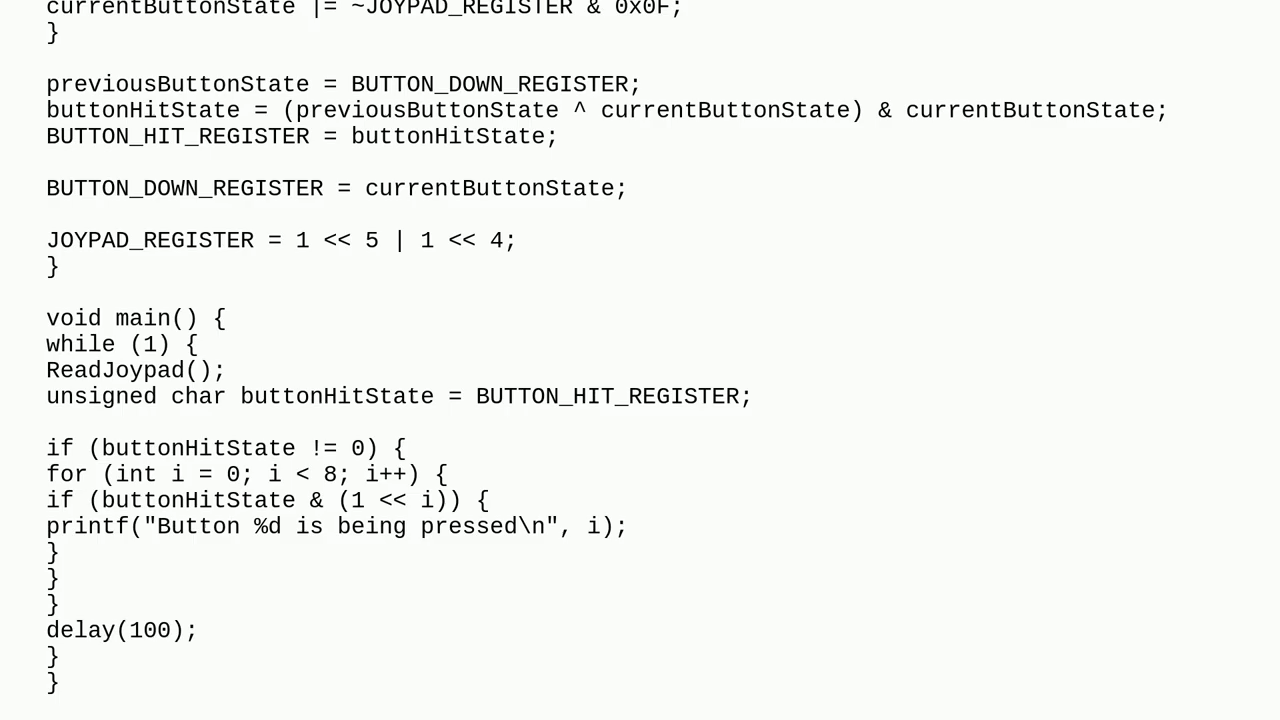 currentButtonState |= ~JOYPAD_REGISTER & 0x0F;
}
previousButtonState = BUTTON_DOWN_REGISTER;
buttonHitState = (previousButtonState ^ currentButtonState) & currentButtonState;
BUTTON_HIT_REGISTER = buttonHitState;
BUTTON_DOWN_REGISTER = currentButtonState;
JOYPAD_REGISTER = 1 << 5 | 1 << 4;
}
void main() {
while (1) {
ReadJoypad();
unsigned char buttonHitState = BUTTON_HIT_REGISTER;
if (buttonHitState != 0) {
for (int i = 0; i < 8; i++) {
if (buttonHitState & (1 << i)) {
printf("Button %d is being pressed\n", i);
}
}
}
delay(100);
}
}